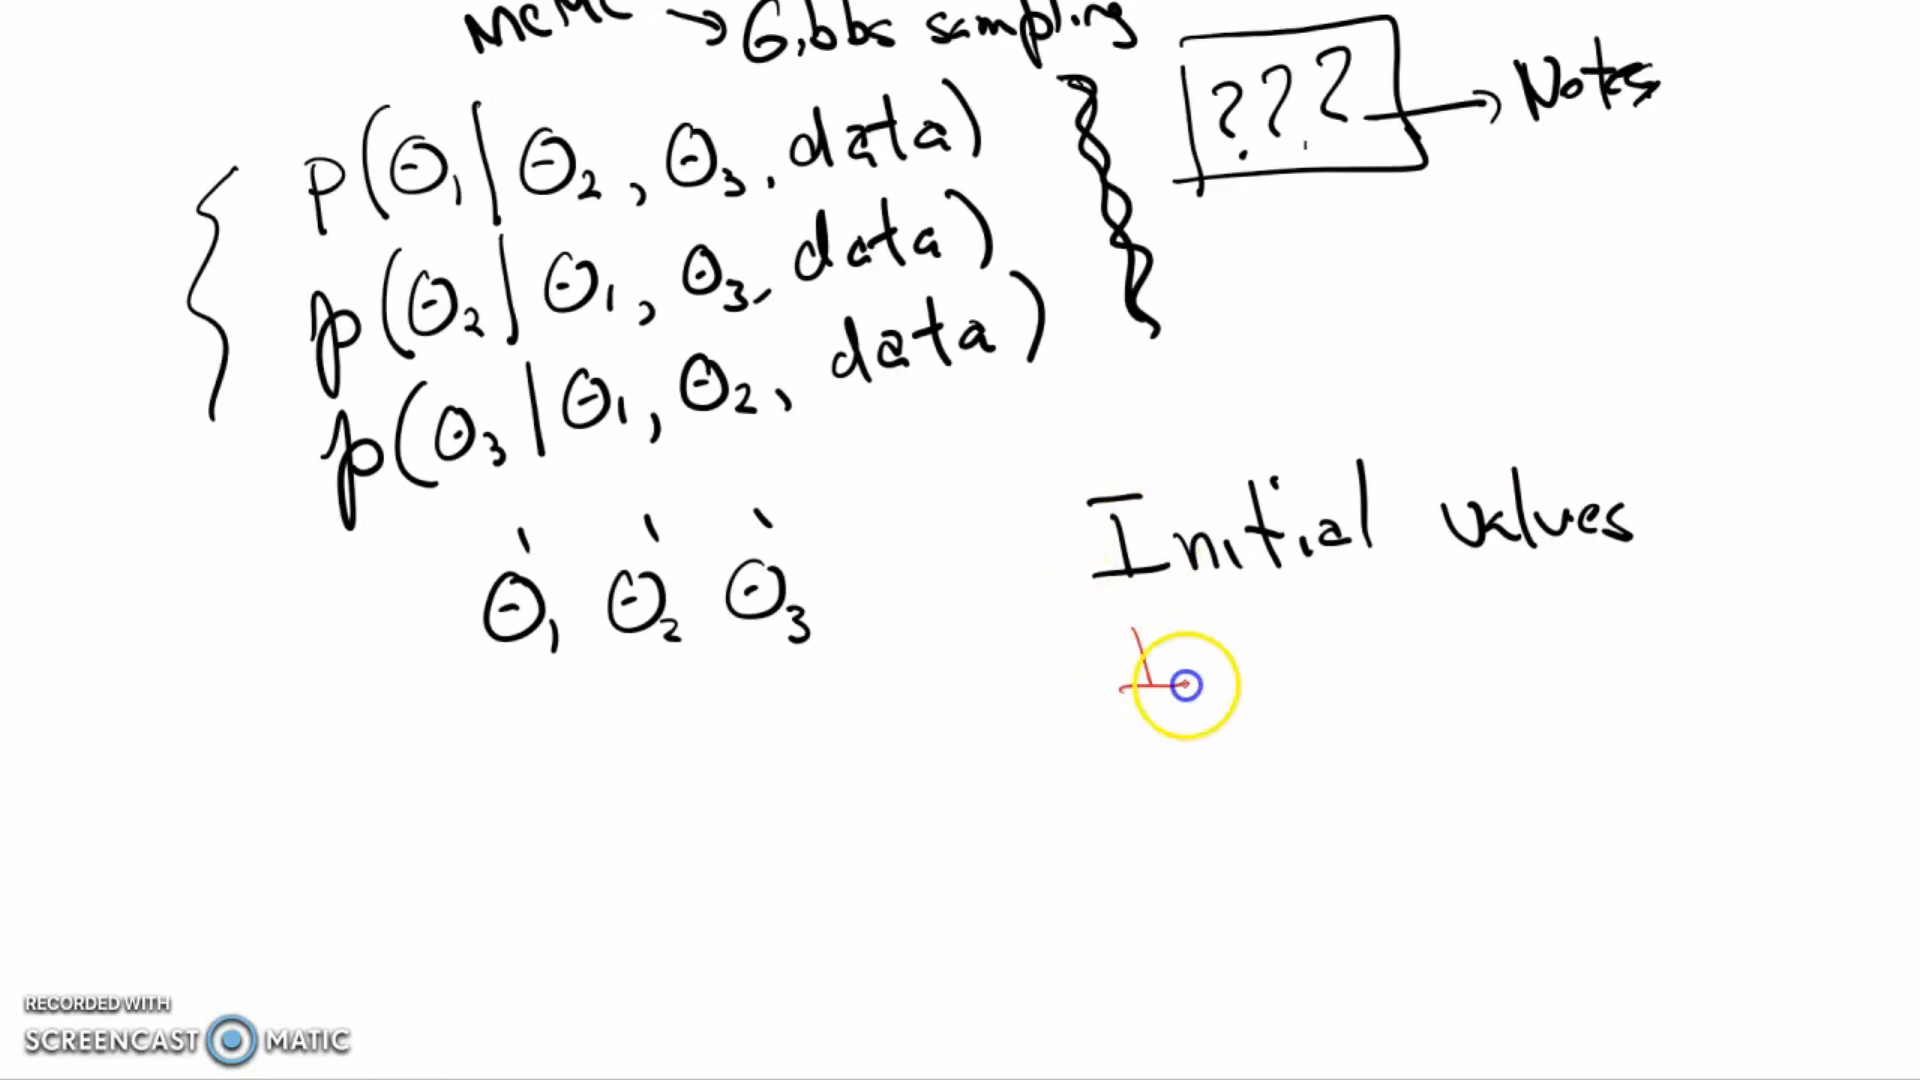 MCMC → Gibbs sampling
??? → Notes
p(Θ₁ | Θ₂, Θ₃, data)
p(Θ₂ | Θ₁, Θ₃, data)
p(Θ₃ | Θ₁, Θ₂, data)
Θ₁' Θ₂' Θ₃'
Initial values
RECORDED WITH
SCREENCAST MATIC